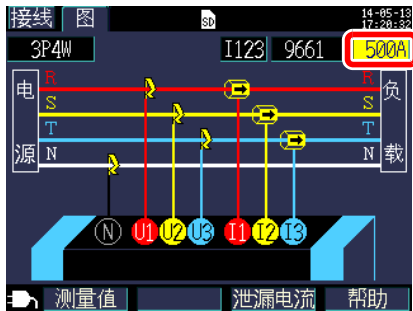 接线 图 SD 14-05-13
17:20:32
3P4W I123 9661 500A
电源 负载
R R
S S
T T
N N
N U1 U2 U3 I1 I2 I3
测量值 泄漏电流 帮助